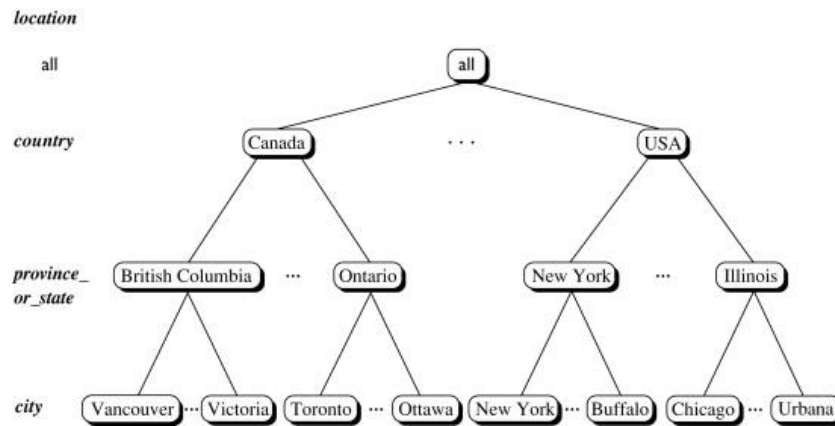 location
all all
country Canada ... USA
province_ British Columbia ... Ontario New York ... Illinois
or_state
city Vancouver ... Victoria Toronto ... Ottawa New York ... Buffalo Chicago ... Urbana